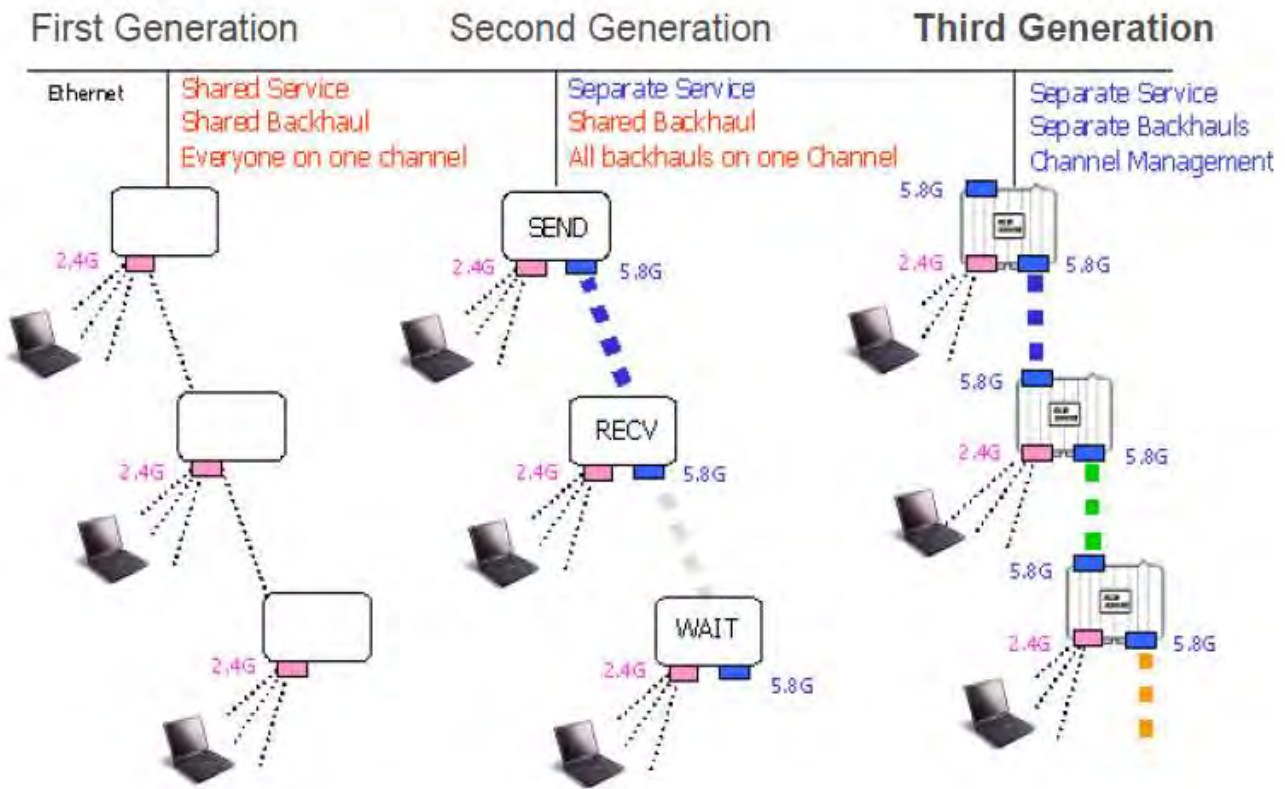 First Generation
Second Generation
Third Generation
Ethernet
Shared Service
Shared Backhaul
Everyone on one channel
Separate Service
Shared Backhaul
All backhauls on one Channel
Separate Service
Separate Backhauls
Channel Management
2.4G
2.4G
2.4G
SEND
2.4G
5.8G
RECV
2.4G
5.8G
WAIT
2.4G
5.8G
5.8G
2.4G
5.8G
5.8G
2.4G
5.8G
5.8G
2.4G
5.8G